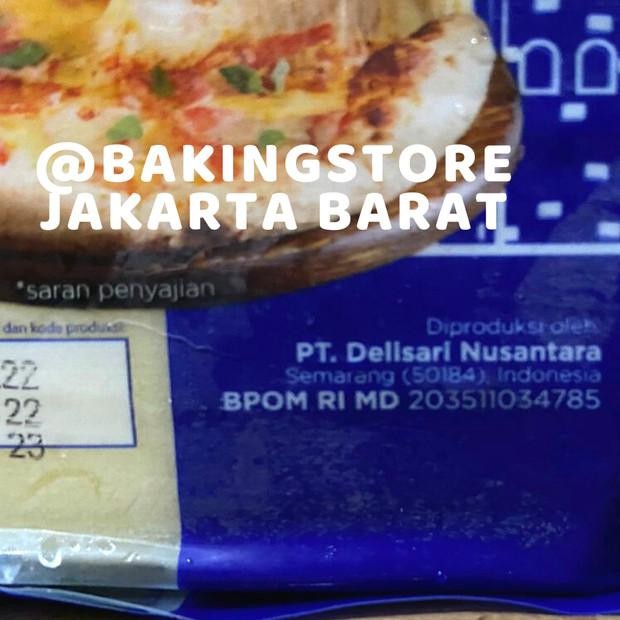 @BAKINGSTORE
JAKARTA BARAT
*saran penyajian
dan kode produksi:
22
22
23
Diproduksi oleh:
PT. Delisari Nusantara
Semarang (50184), Indonesia
BPOM RI MD 203511034785